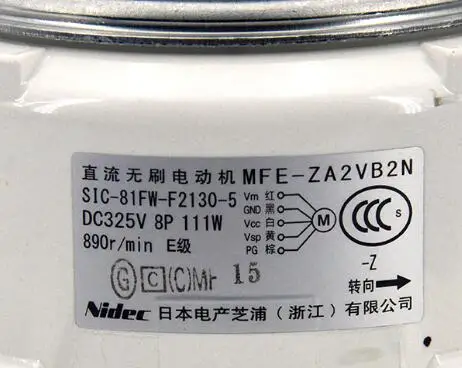 直流无刷电动机 MFE-ZA2VB2N
SIC-81FW-F2130-5
DC325V 8P 111W
890r/min E级
Vm 红
GND 黑
Vcc 白
Vsp 黄
PG 棕
M
CCC S
-Z
转向
G C (C)MF 15
Nidec 日本电产芝浦（浙江）有限公司